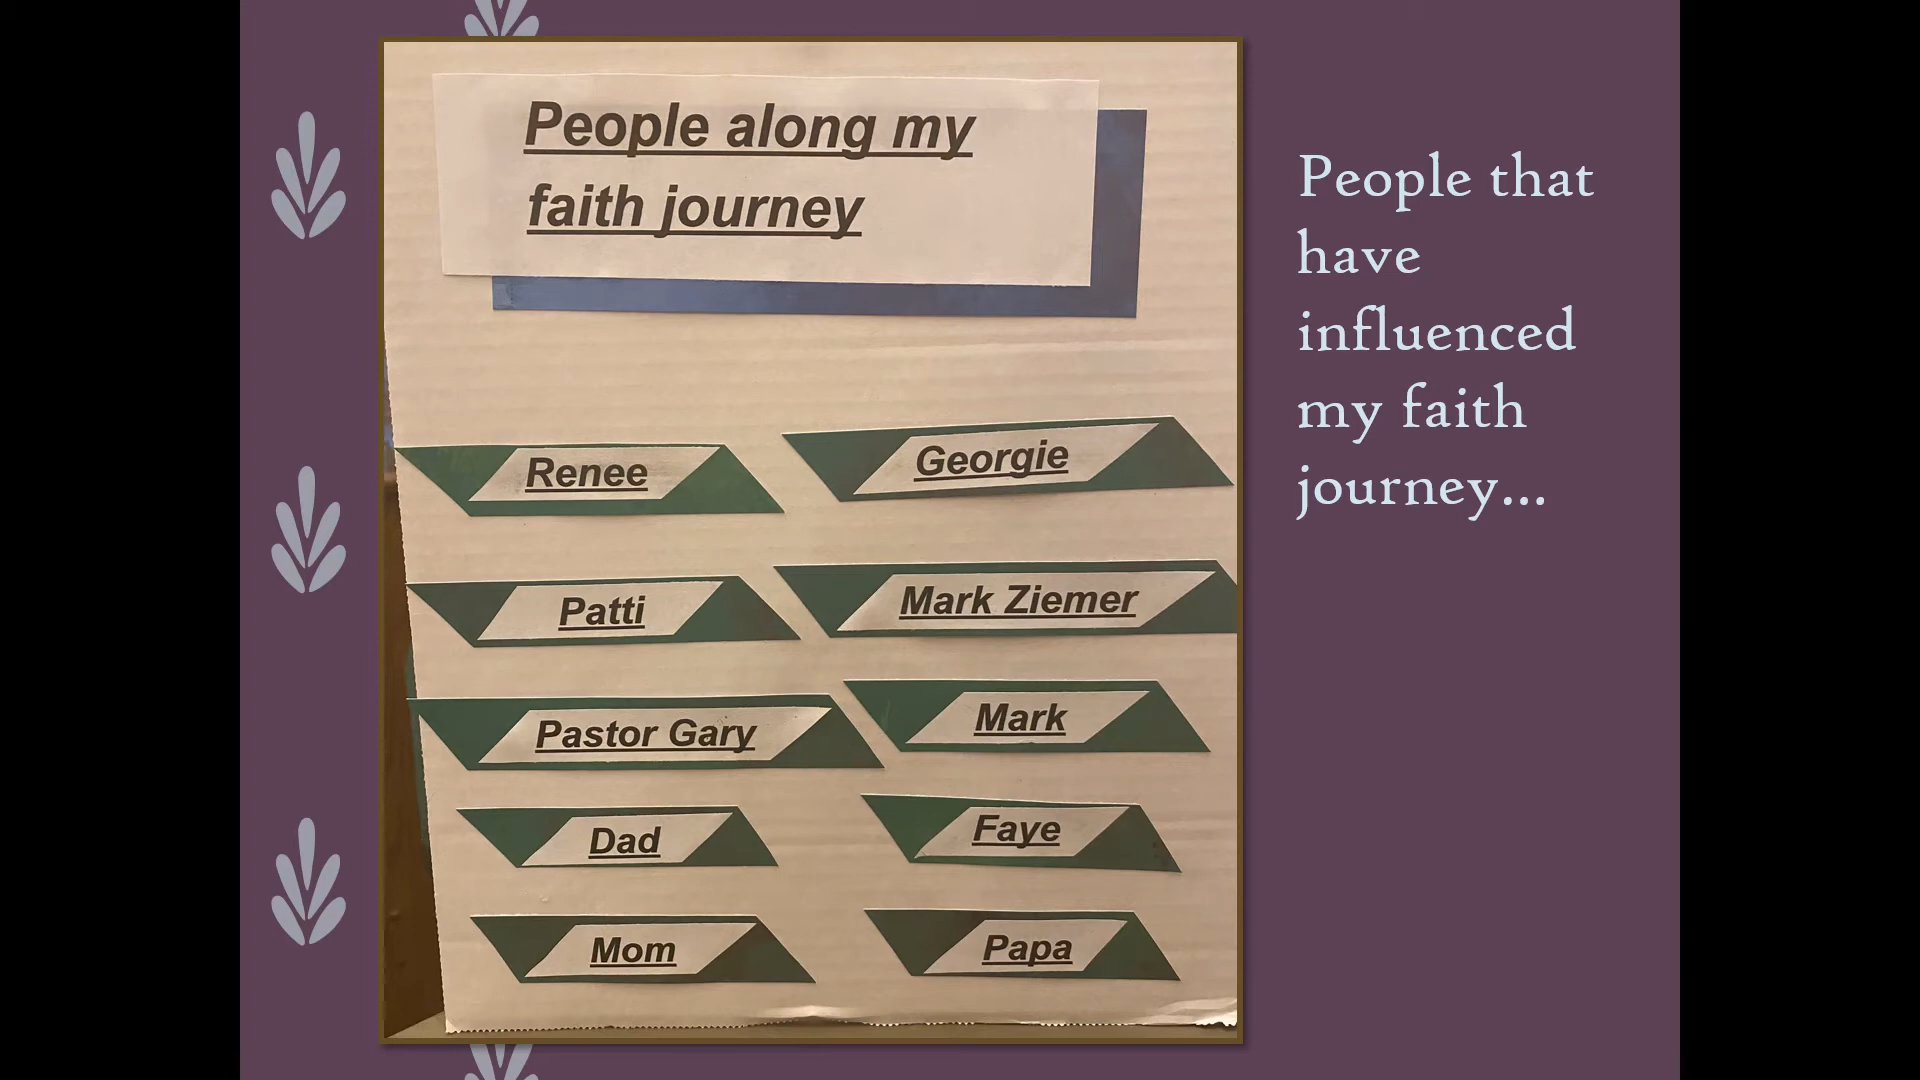 People along my
faith journey
Renee
Georgie
Patti
Mark Ziemer
Pastor Gary
Mark
Dad
Faye
Mom
Papa
People that
have
influenced
my faith
journey...